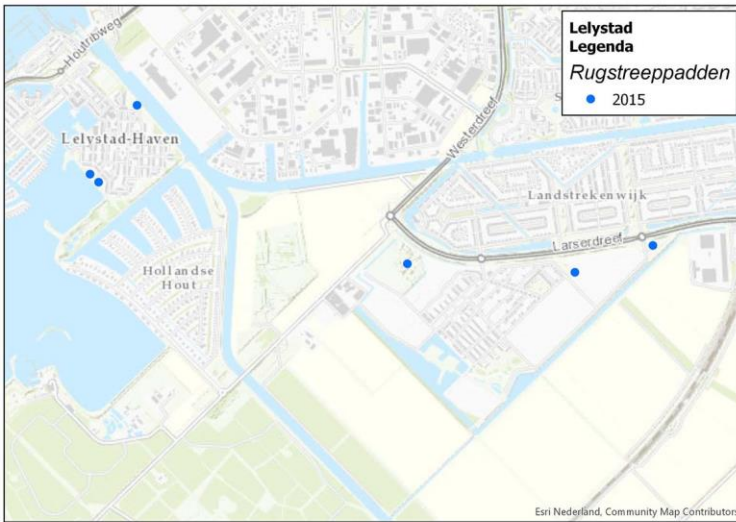 Lelystad
Legenda
Rugstreeppadden
2015
Houtribweg
Lelystad-Haven
Westerdreef
S
Landstrekenwijk
Larserdreef
Hollandse
Hout
Esri Nederland, Community Map Contributors